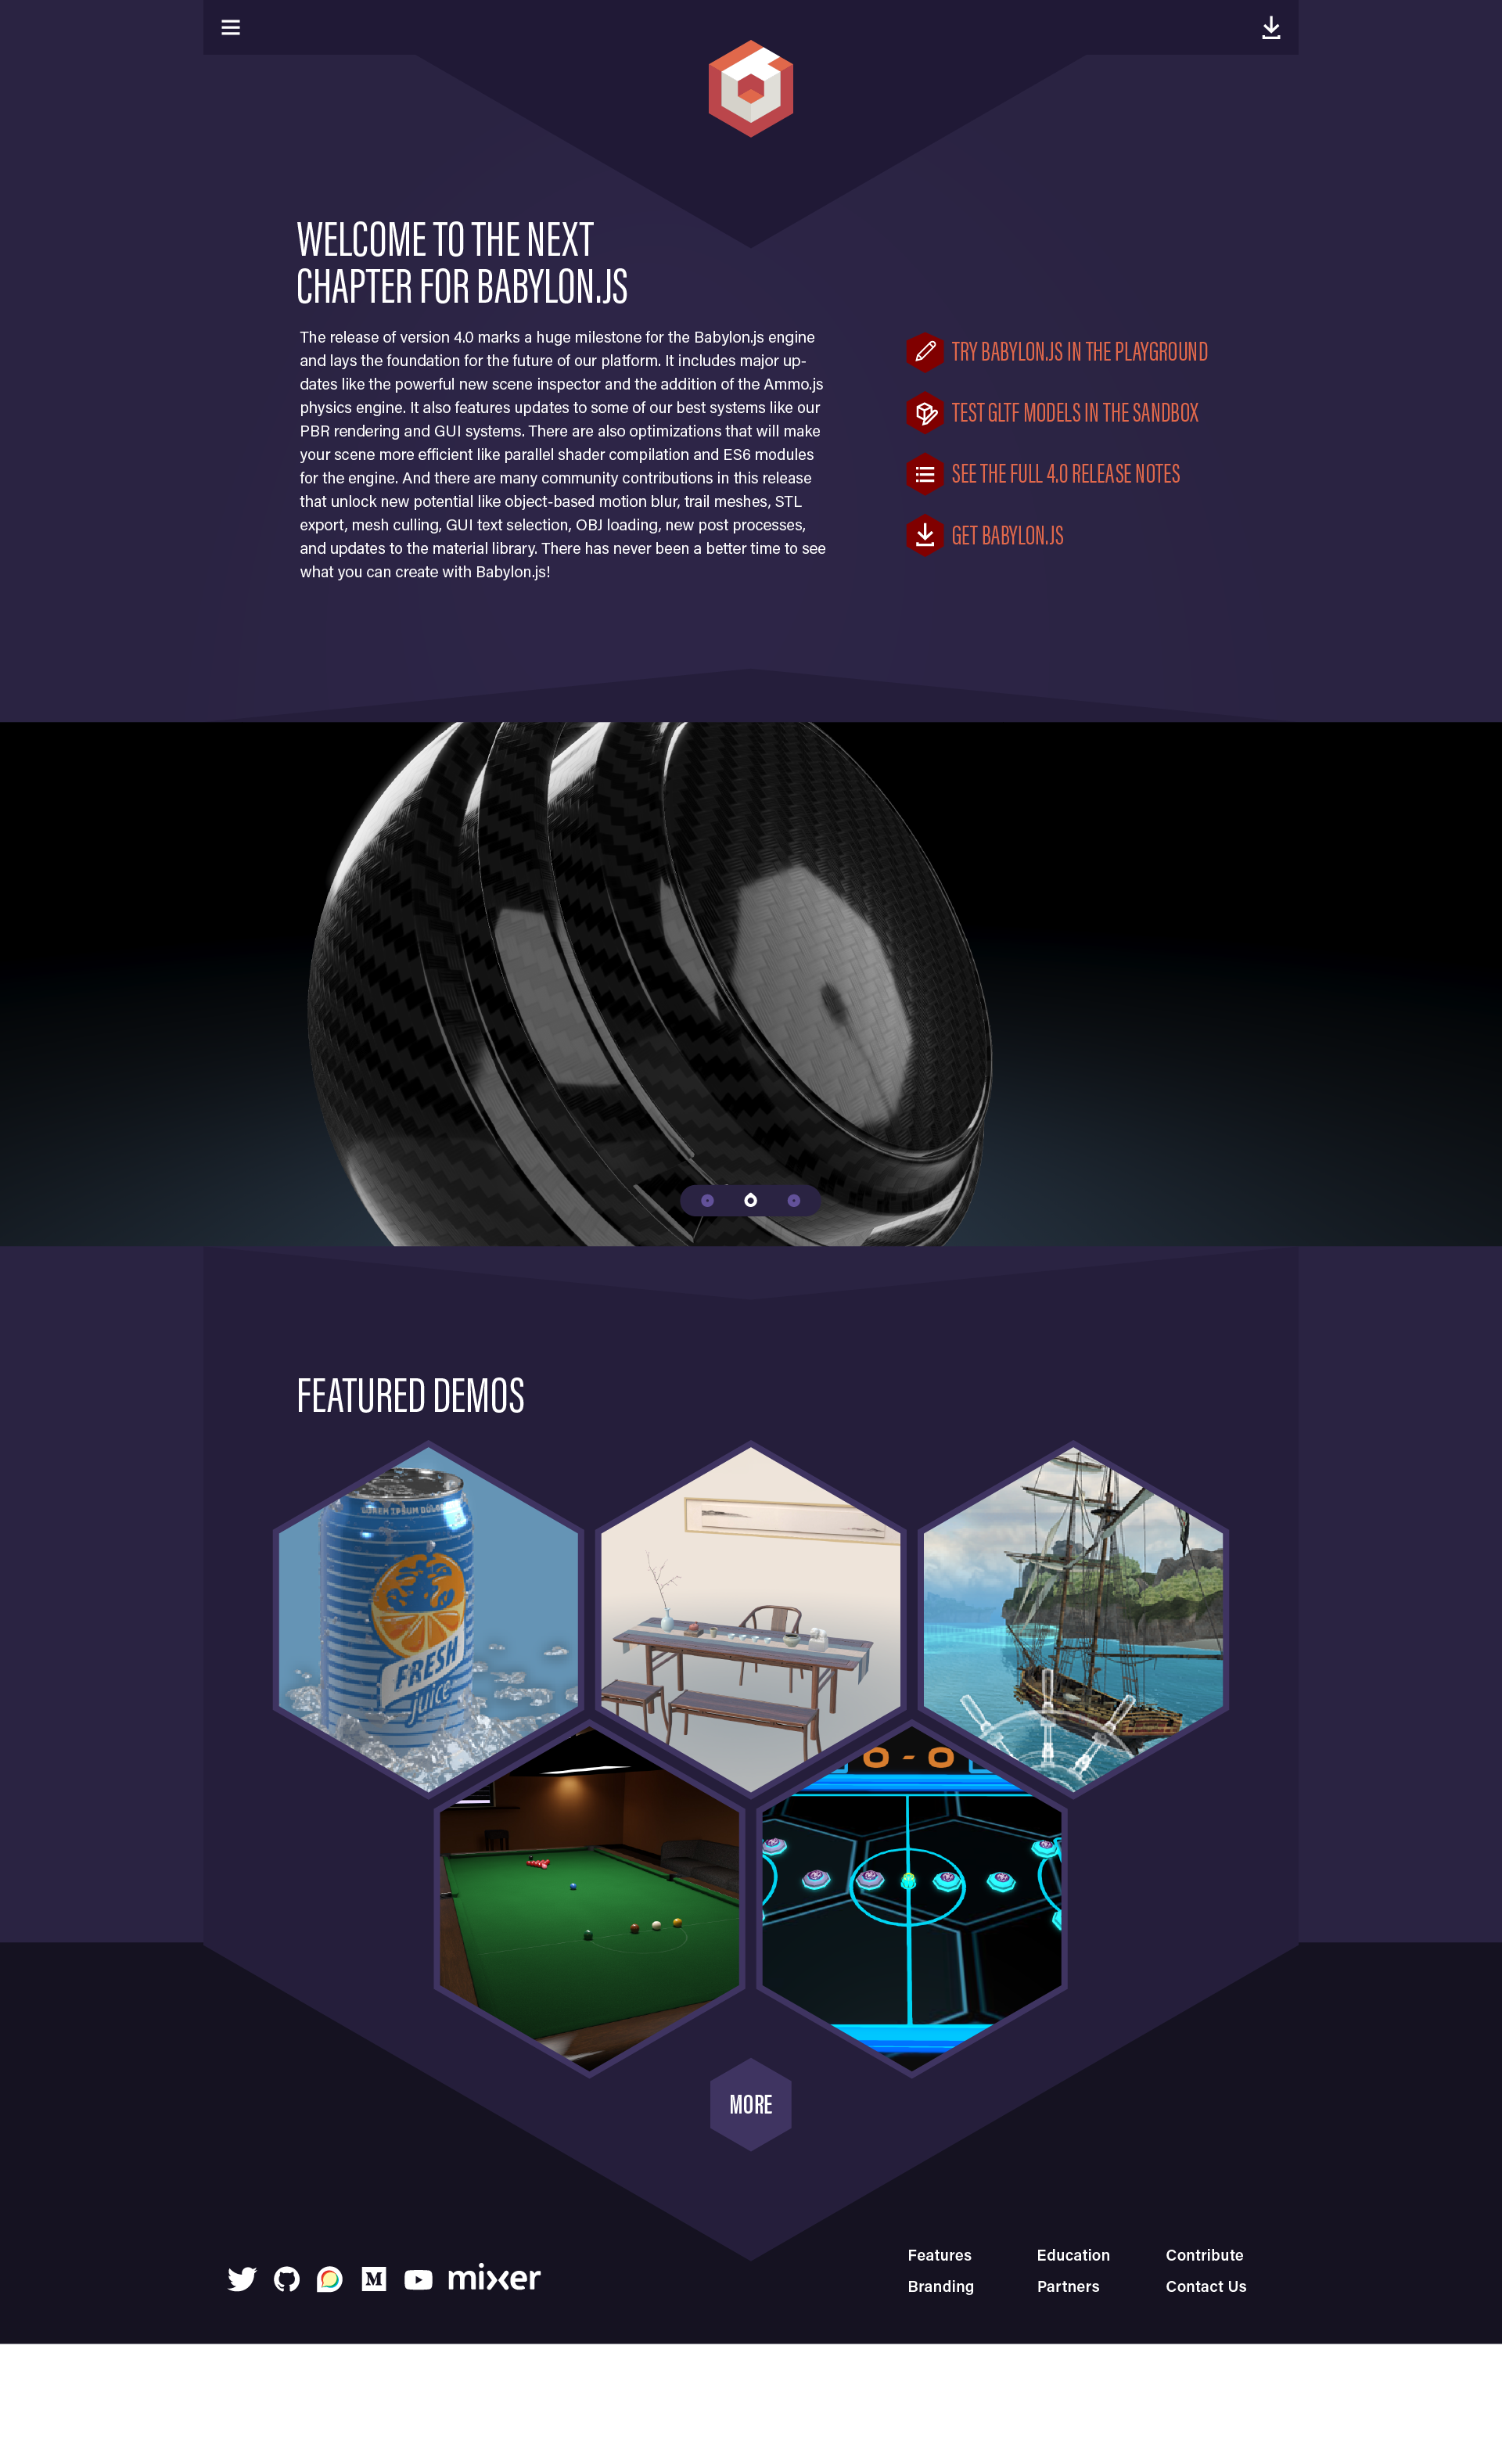 WELCOME TO THE NEXT
CHAPTER FOR BABYLON.JS
The release of version 4.0 marks a huge milestone for the Babylon.js engine
and lays the foundation for the future of our platform. It includes major up-
dates like the powerful new scene inspector and the addition of the Ammo.js
physics engine. It also features updates to some of our best systems like our
PBR rendering and GUI systems. There are also optimizations that will make
your scene more efficient like parallel shader compilation and ES6 modules
for the engine. And there are many community contributions in this release
that unlock new potential like object-based motion blur, trail meshes, STL
export, mesh culling, GUI text selection, OBJ loading, new post processes,
and updates to the material library. There has never been a better time to see
what you can create with Babylon.js!
TRY BABYLON.JS IN THE PLAYGROUND
TEST GLTF MODELS IN THE SANDBOX
SEE THE FULL 4.0 RELEASE NOTES
GET BABYLON.JS
FEATURED DEMOS
LOREM IPSUM DOLOR
FRESH
juice
0 - 0
MORE
M
mixer
Features Education Contribute
Branding Partners Contact Us